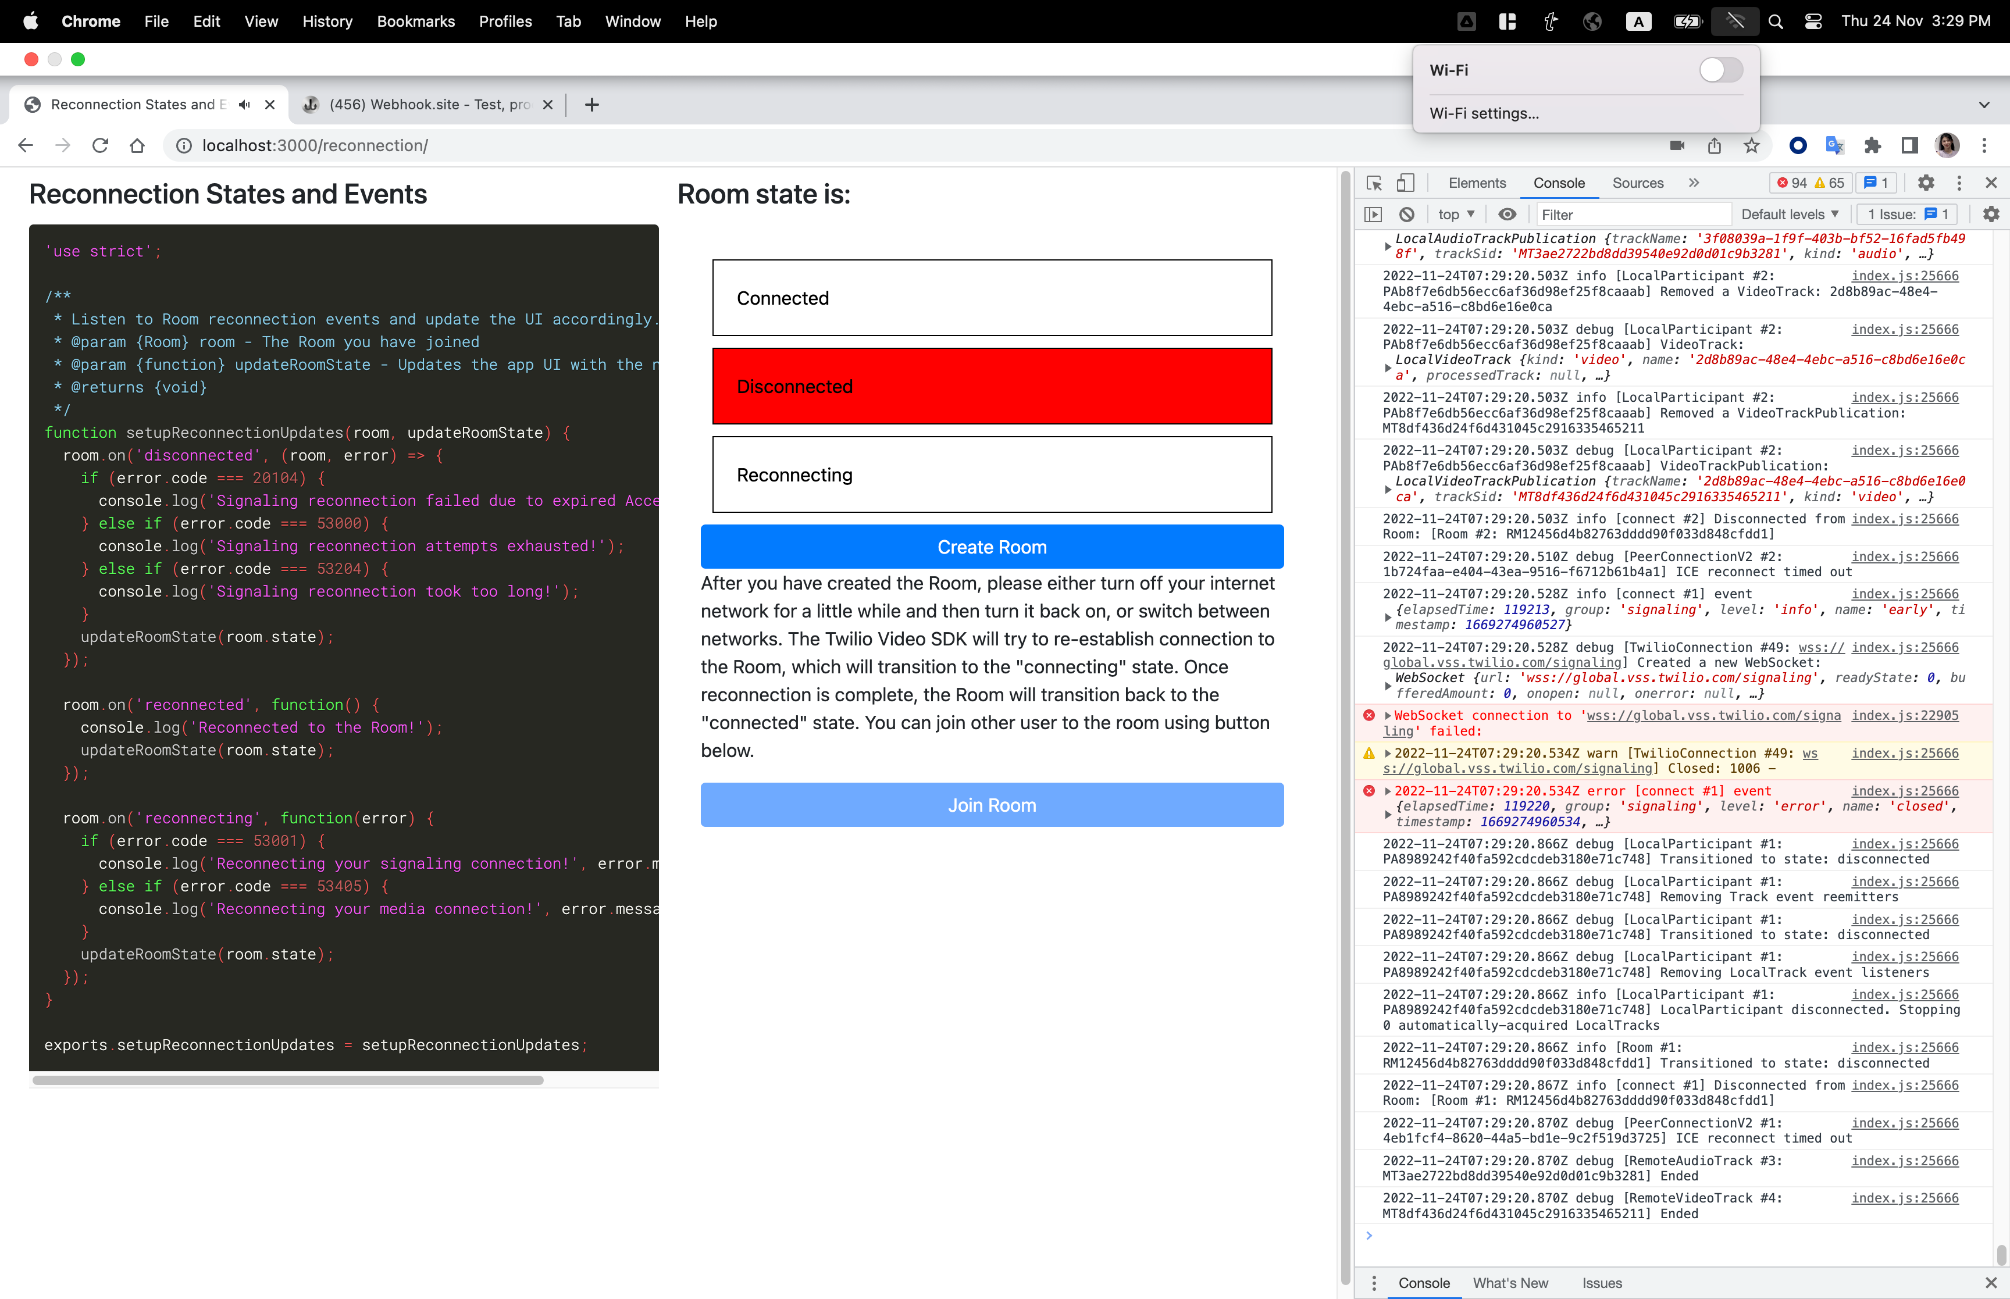 Chrome File Edit View History Bookmarks Profiles Tab Window Help A Thu 24 Nov 3:29 PM
Wi-Fi
Wi-Fi settings...
Reconnection States and E
(456) Webhook.site - Test, pro
localhost:3000/reconnection/
Reconnection States and Events
'use strict';
/**
* Listen to Room reconnection events and update the UI accordingly.
* @param {Room} room - The Room you have joined
* @param {function} updateRoomState - Updates the app UI with the n
* @returns {void}
*/
function setupReconnectionUpdates(room, updateRoomState) {
room.on('disconnected', (room, error) => {
if (error.code === 20104) {
console.log('Signaling reconnection failed due to expired Acce
} else if (error.code === 53000) {
console.log('Signaling reconnection attempts exhausted!');
} else if (error.code === 53204) {
console.log('Signaling reconnection took too long!');
}
updateRoomState(room.state);
});
room.on('reconnected', function() {
console.log('Reconnected to the Room!');
updateRoomState(room.state);
});
room.on('reconnecting', function(error) {
if (error.code === 53001) {
console.log('Reconnecting your signaling connection!', error.m
} else if (error.code === 53405) {
console.log('Reconnecting your media connection!', error.messa
}
updateRoomState(room.state);
});
}
exports.setupReconnectionUpdates = setupReconnectionUpdates;
Room state is:
Connected
Disconnected
Reconnecting
Create Room
After you have created the Room, please either turn off your internet
network for a little while and then turn it back on, or switch between
networks. The Twilio Video SDK will try to re-establish connection to
the Room, which will transition to the "connecting" state. Once
reconnection is complete, the Room will transition back to the
"connected" state. You can join other user to the room using button
below.
Join Room
Elements Console Sources » 94 65 1
top Filter Default levels 1 Issue: 1
LocalAudioTrackPublication {trackName: '3f08039a-1f9f-403b-bf52-16fad5fb49
8f', trackSid: 'MT3ae2722bd8dd39540e92d0d01c9b3281', kind: 'audio', …}
2022-11-24T07:29:20.503Z info [LocalParticipant #2: index.js:25666
PAb8f7e6db56ecc6af36d98ef25f8caaab] Removed a VideoTrack: 2d8b89ac-48e4-
4ebc-a516-c8bd6e16e0ca
2022-11-24T07:29:20.503Z debug [LocalParticipant #2: index.js:25666
PAb8f7e6db56ecc6af36d98ef25f8caaab] VideoTrack:
LocalVideoTrack {kind: 'video', name: '2d8b89ac-48e4-4ebc-a516-c8bd6e16e0c
a', processedTrack: null, …}
2022-11-24T07:29:20.503Z info [LocalParticipant #2: index.js:25666
PAb8f7e6db56ecc6af36d98ef25f8caaab] Removed a VideoTrackPublication:
MT8df436d24f6d431045c2916335465211
2022-11-24T07:29:20.503Z debug [LocalParticipant #2: index.js:25666
PAb8f7e6db56ecc6af36d98ef25f8caaab] VideoTrackPublication:
LocalVideoTrackPublication {trackName: '2d8b89ac-48e4-4ebc-a516-c8bd6e16e0
ca', trackSid: 'MT8df436d24f6d431045c2916335465211', kind: 'video', …}
2022-11-24T07:29:20.503Z info [connect #2] Disconnected from index.js:25666
Room: [Room #2: RM12456d4b82763dddd90f033d848cfdd1]
2022-11-24T07:29:20.510Z debug [PeerConnectionV2 #2: index.js:25666
1b724faa-e404-43ea-9516-f6712b61b4a1] ICE reconnect timed out
2022-11-24T07:29:20.528Z info [connect #1] event index.js:25666
{elapsedTime: 119213, group: 'signaling', level: 'info', name: 'early', ti
mestamp: 1669274960527}
2022-11-24T07:29:20.528Z debug [TwilioConnection #49: wss:// index.js:25666
global.vss.twilio.com/signaling] Created a new WebSocket:
WebSocket {url: 'wss://global.vss.twilio.com/signaling', readyState: 0, bu
fferedAmount: 0, onopen: null, onerror: null, …}
WebSocket connection to 'wss://global.vss.twilio.com/signa index.js:22905
ling' failed:
2022-11-24T07:29:20.534Z warn [TwilioConnection #49: ws index.js:25666
s://global.vss.twilio.com/signaling] Closed: 1006 -
2022-11-24T07:29:20.534Z error [connect #1] event index.js:25666
{elapsedTime: 119220, group: 'signaling', level: 'error', name: 'closed',
timestamp: 1669274960534, …}
2022-11-24T07:29:20.866Z debug [LocalParticipant #1: index.js:25666
PA8989242f40fa592cdcdeb3180e71c748] Transitioned to state: disconnected
2022-11-24T07:29:20.866Z debug [LocalParticipant #1: index.js:25666
PA8989242f40fa592cdcdeb3180e71c748] Removing Track event reemitters
2022-11-24T07:29:20.866Z debug [LocalParticipant #1: index.js:25666
PA8989242f40fa592cdcdeb3180e71c748] Transitioned to state: disconnected
2022-11-24T07:29:20.866Z debug [LocalParticipant #1: index.js:25666
PA8989242f40fa592cdcdeb3180e71c748] Removing LocalTrack event listeners
2022-11-24T07:29:20.866Z info [LocalParticipant #1: index.js:25666
PA8989242f40fa592cdcdeb3180e71c748] LocalParticipant disconnected. Stopping
0 automatically-acquired LocalTracks
2022-11-24T07:29:20.866Z info [Room #1: index.js:25666
RM12456d4b82763dddd90f033d848cfdd1] Transitioned to state: disconnected
2022-11-24T07:29:20.867Z info [connect #1] Disconnected from index.js:25666
Room: [Room #1: RM12456d4b82763dddd90f033d848cfdd1]
2022-11-24T07:29:20.870Z debug [PeerConnectionV2 #1: index.js:25666
4eb1fcf4-8620-44a5-bd1e-9c2f519d3725] ICE reconnect timed out
2022-11-24T07:29:20.870Z debug [RemoteAudioTrack #3: index.js:25666
MT3ae2722bd8dd39540e92d0d01c9b3281] Ended
2022-11-24T07:29:20.870Z debug [RemoteVideoTrack #4: index.js:25666
MT8df436d24f6d431045c2916335465211] Ended
Console What's New Issues